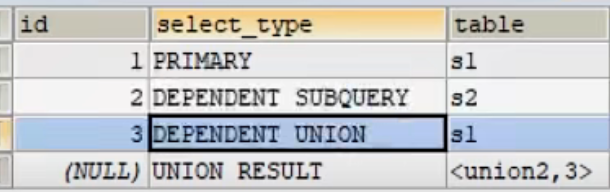 id select_type table
1 PRIMARY s1
2 DEPENDENT SUBQUERY s2
3 DEPENDENT UNION s1
(NULL) UNION RESULT <union2,3>